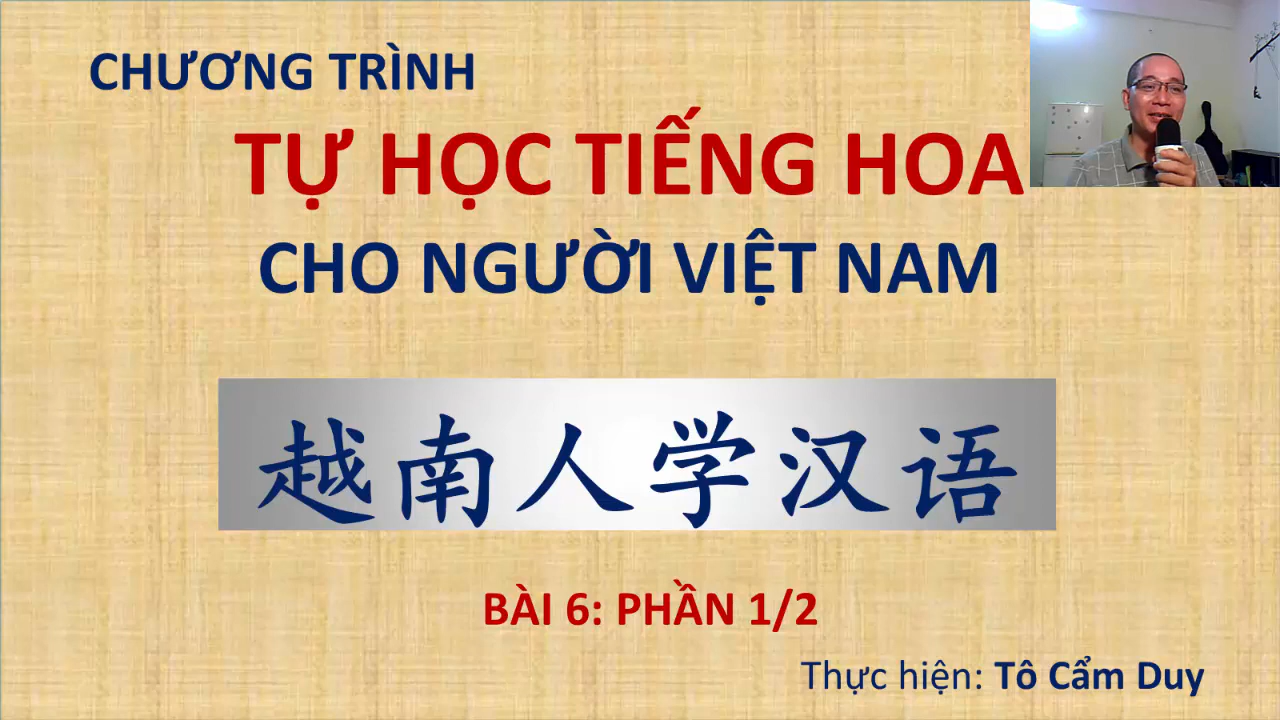 CHƯƠNG TRÌNH
TỰ HỌC TIẾNG HOA
CHO NGƯỜI VIỆT NAM
越南人学汉语
BÀI 6: PHẦN 1/2
Thực hiện: Tô Cẩm Duy